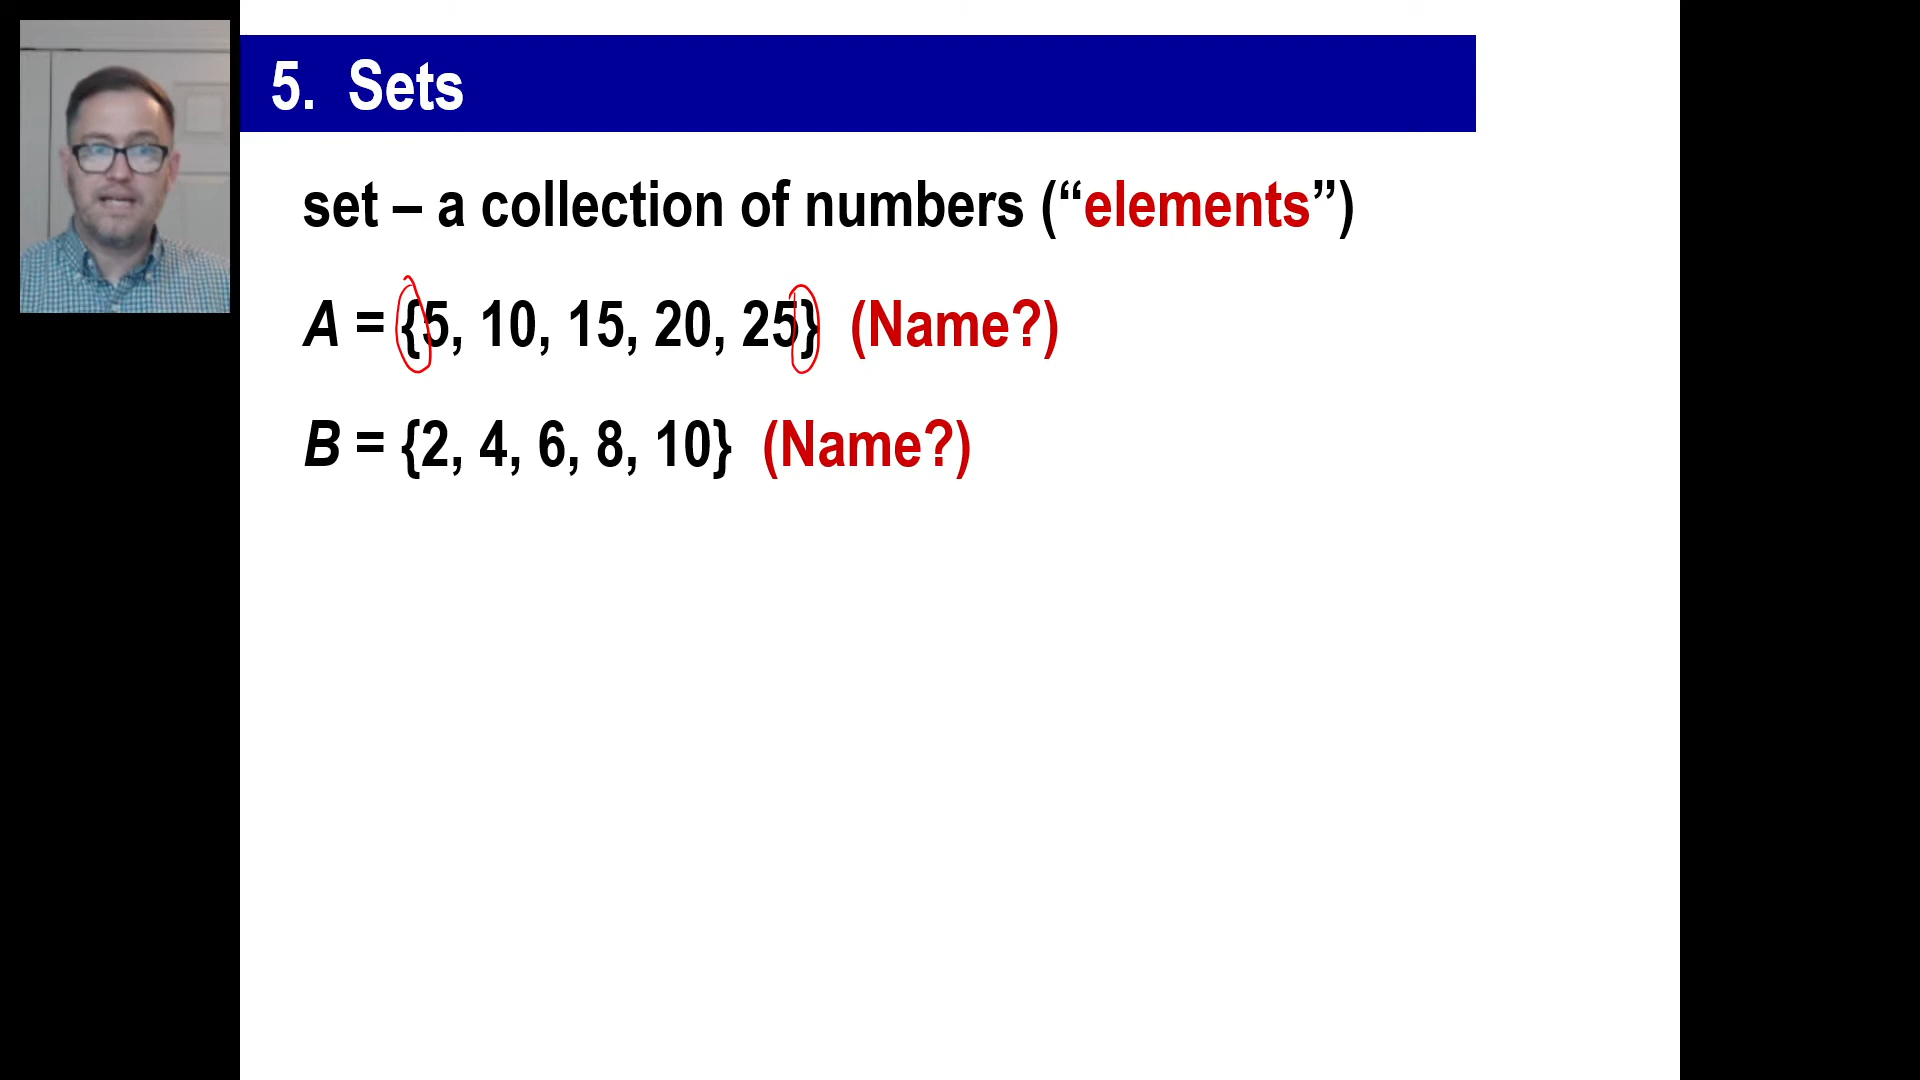 5. Sets
set – a collection of numbers (“elements”)
A = {5, 10, 15, 20, 25} (Name?)
B = {2, 4, 6, 8, 10} (Name?)